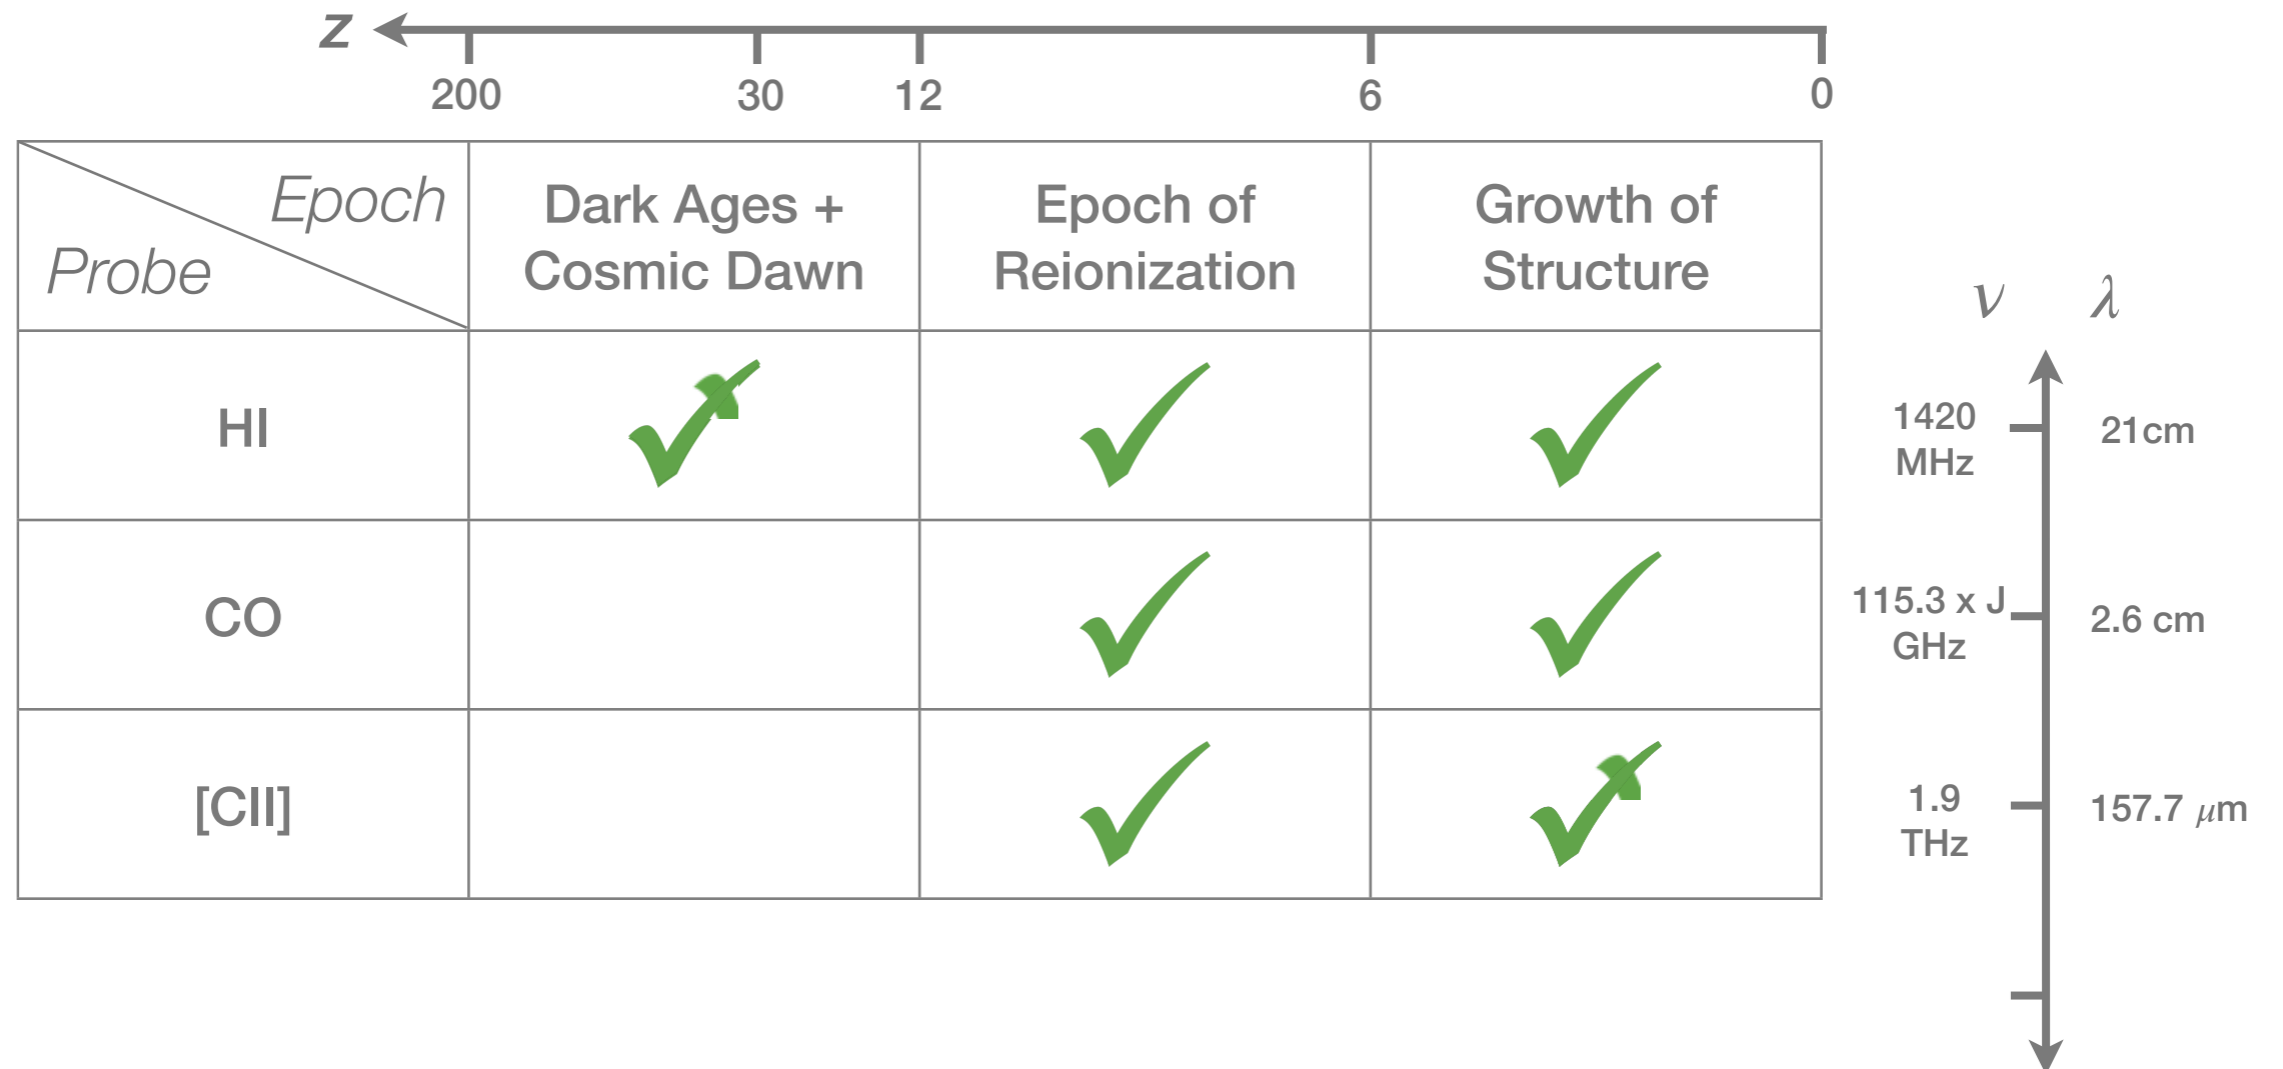 z
200 30 12 6 0
Epoch
Probe
Dark Ages +
Cosmic Dawn
Epoch of
Reionization
Growth of
Structure
ν λ
HI
1420
MHz
21cm
CO
115.3 x J
GHz
2.6 cm
[CII]
1.9
THz
157.7 μm